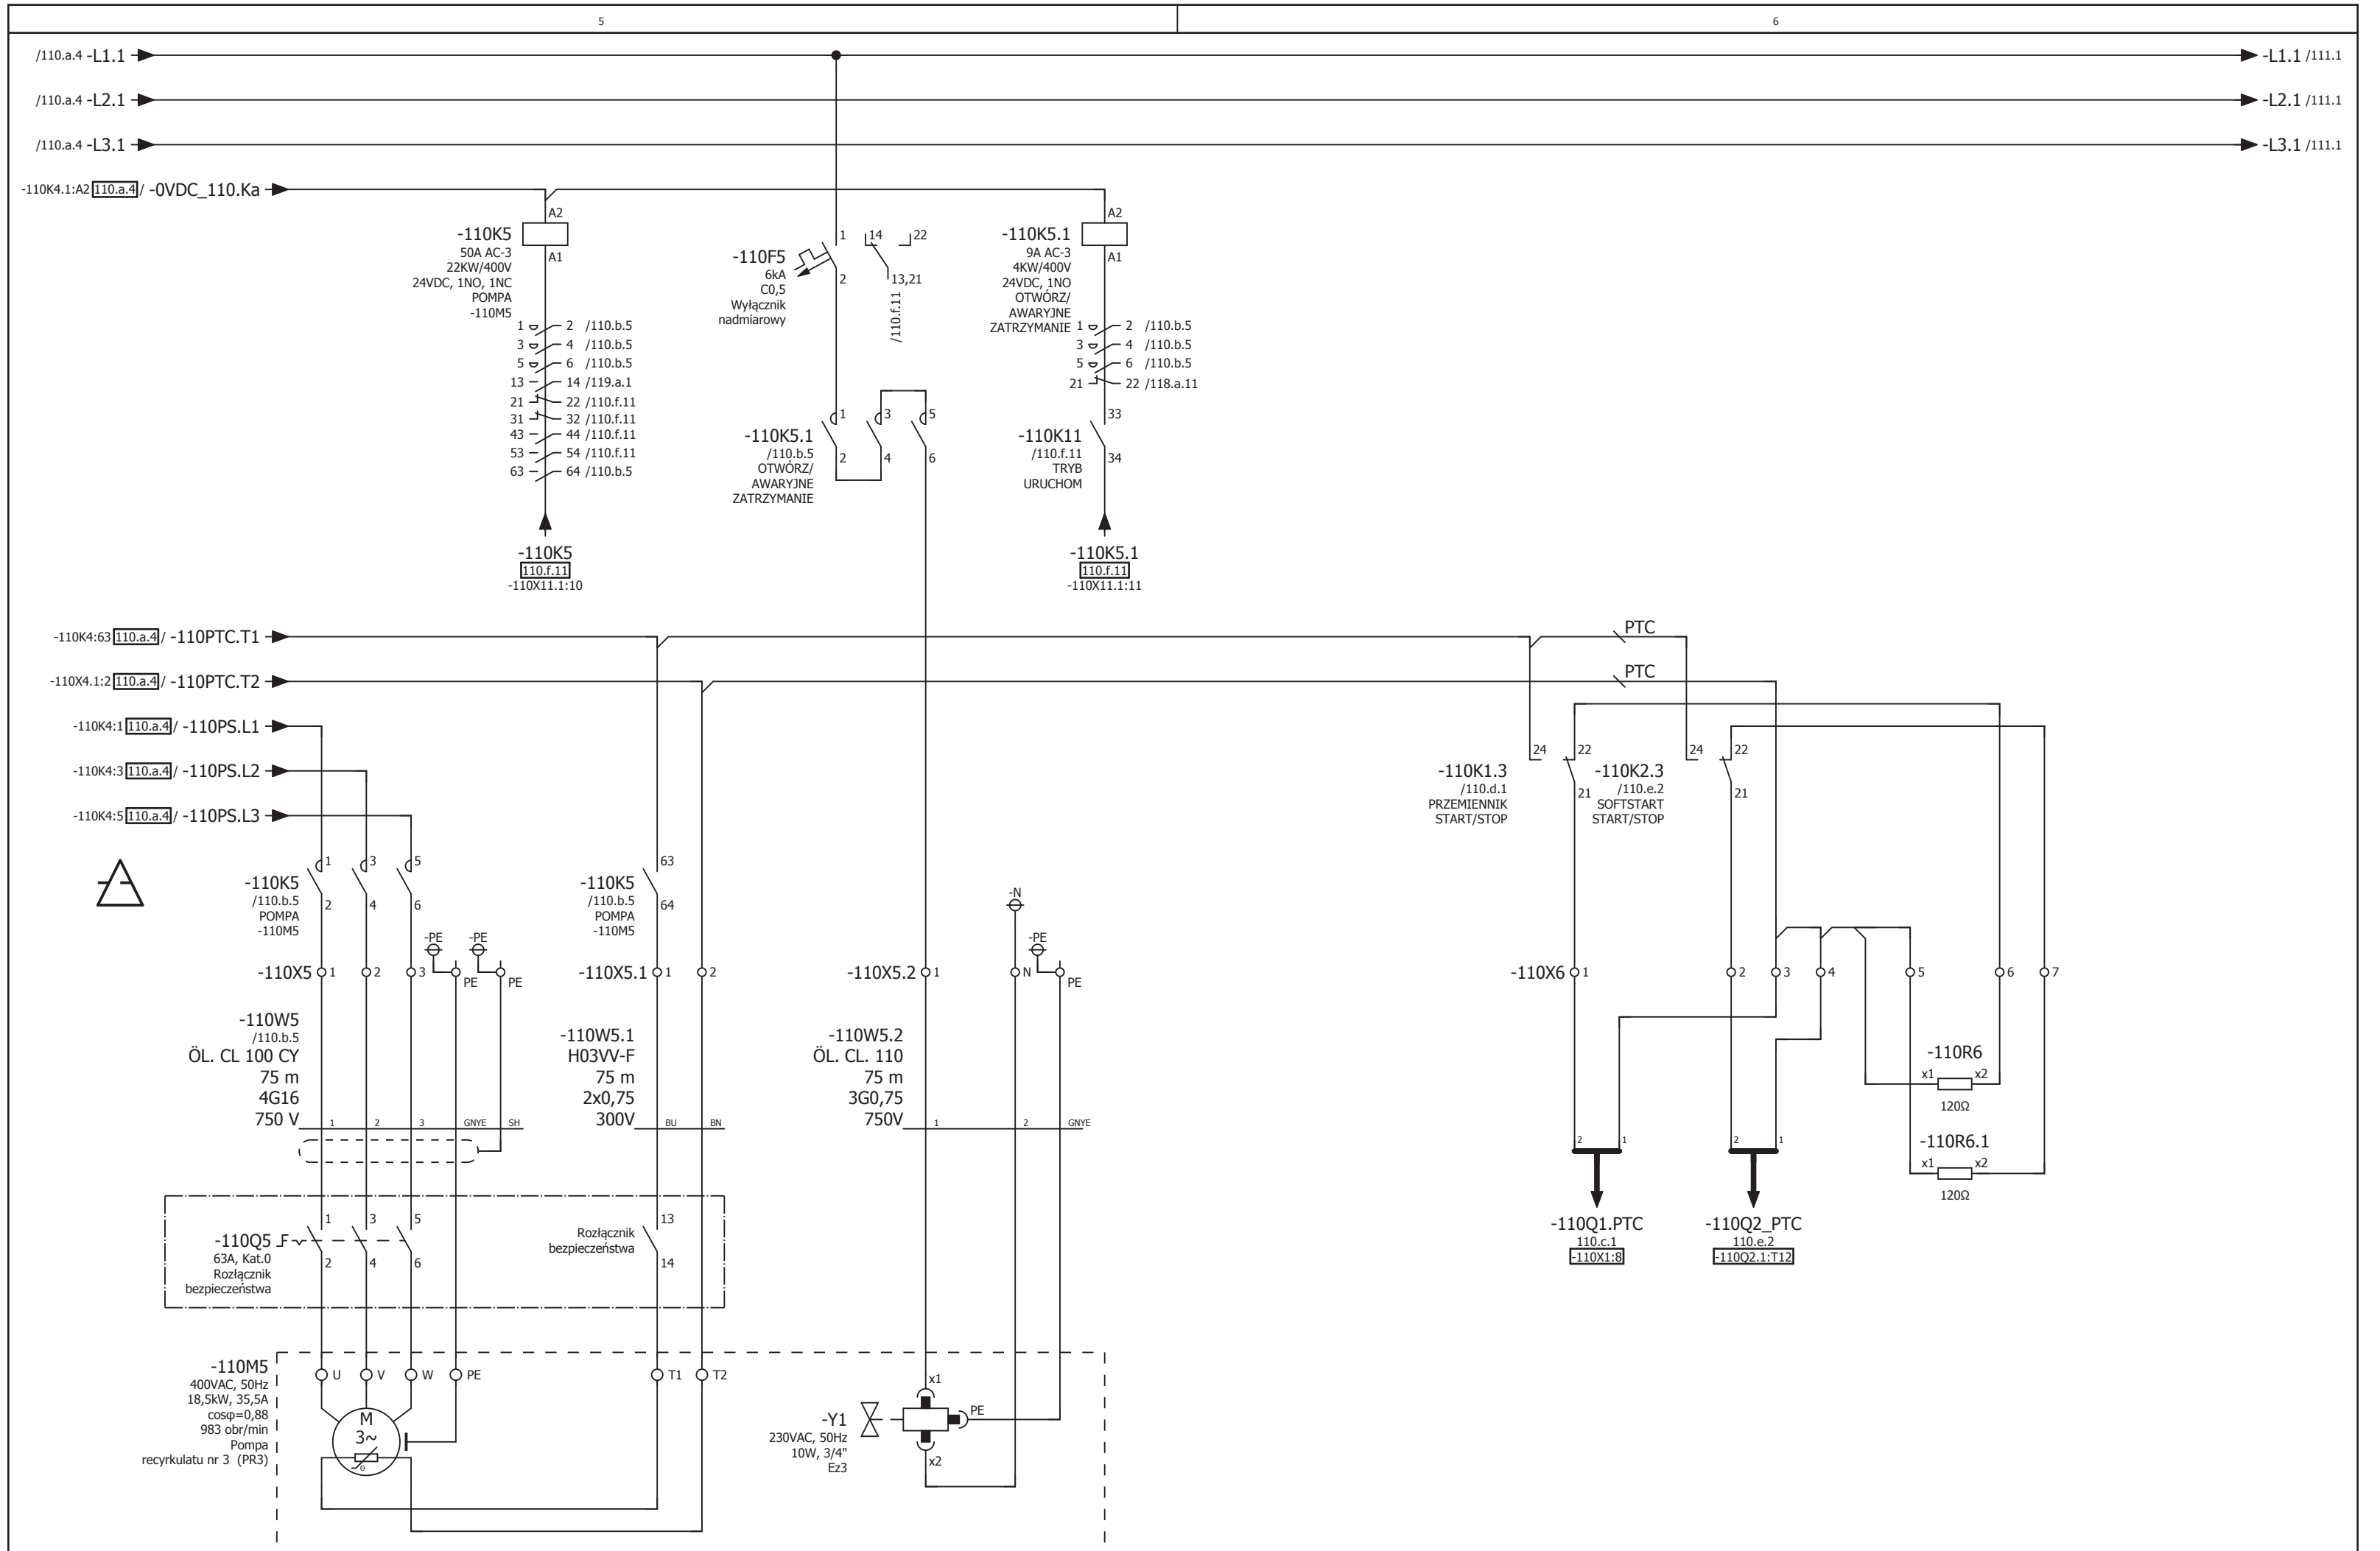 5
6
/110.a.4 -L1.1
-L1.1 /111.1
/110.a.4 -L2.1
-L2.1 /111.1
/110.a.4 -L3.1
-L3.1 /111.1
-110K4.1:A2 110.a.4 / -0VDC_110.Ka
A2
-110K5
50A AC-3
22KW/400V
24VDC, 1NO, 1NC
POMPA
-110M5
A1
1 2 /110.b.5
3 4 /110.b.5
5 6 /110.b.5
13 14 /119.a.1
21 22 /110.f.11
31 32 /110.f.11
43 44 /110.f.11
53 54 /110.f.11
63 64 /110.b.5
-110K5
110.f.11
-110X11.1:10
-110F5
6kA
C0,5
Wyłącznik
nadmiarowy
1
2
14
22
13,21
/110.f.11
-110K5.1
/110.b.5
OTWÓRZ/
AWARYJNE
ZATRZYMANIE
1 3 5
2 4 6
A2
-110K5.1
9A AC-3
4KW/400V
24VDC, 1NO
OTWÓRZ/
AWARYJNE
ZATRZYMANIE
A1
1 2 /110.b.5
3 4 /110.b.5
5 6 /110.b.5
21 22 /118.a.11
33
-110K11
/110.f.11
TRYB
URUCHOM
34
-110K5.1
110.f.11
-110X11.1:11
-110K4:63 110.a.4 / -110PTC.T1
PTC
-110X4.1:2 110.a.4 / -110PTC.T2
PTC
-110K4:1 110.a.4 / -110PS.L1
-110K4:3 110.a.4 / -110PS.L2
-110K4:5 110.a.4 / -110PS.L3
-110K5
/110.b.5
POMPA
-110M5
1 3 5
2 4 6
-PE
-PE
-110X5 1 2 3 PE PE
-110W5
/110.b.5
ÖL. CL 100 CY
75 m
4G16
750 V
1 2 3 GNYE SH
-110K5
/110.b.5
POMPA
-110M5
63
64
-110X5.1 1 2
-110W5.1
H03VV-F
75 m
2x0,75
300V
BU BN
-N
-PE
-110X5.2 1 N PE
-110W5.2
ÖL. CL. 110
75 m
3G0,75
750V
1 2 GNYE
-110K1.3
/110.d.1
PRZEMIENNIK
START/STOP
24 22
21
-110K2.3
/110.e.2
SOFTSTART
START/STOP
24 22
21
-110X6 1 2 3 4 5 6 7
-110R6
x1 x2
120Ω
-110R6.1
x1 x2
120Ω
2 1
-110Q1.PTC
110.c.1
-110X1:8
2 1
-110Q2_PTC
110.e.2
-110Q2.1:T12
-110Q5
63A, Kat.0
Rozłącznik
bezpieczeństwa
1 3 5
2 4 6
Rozłącznik
bezpieczeństwa
13
14
-110M5
400VAC, 50Hz
18,5kW, 35,5A
cosφ=0,88
983 obr/min
Pompa
recyrkulatu nr 3 (PR3)
U V W PE T1 T2
M
3~
Θ
-Y1
230VAC, 50Hz
10W, 3/4"
Ez3
x1
PE
x2